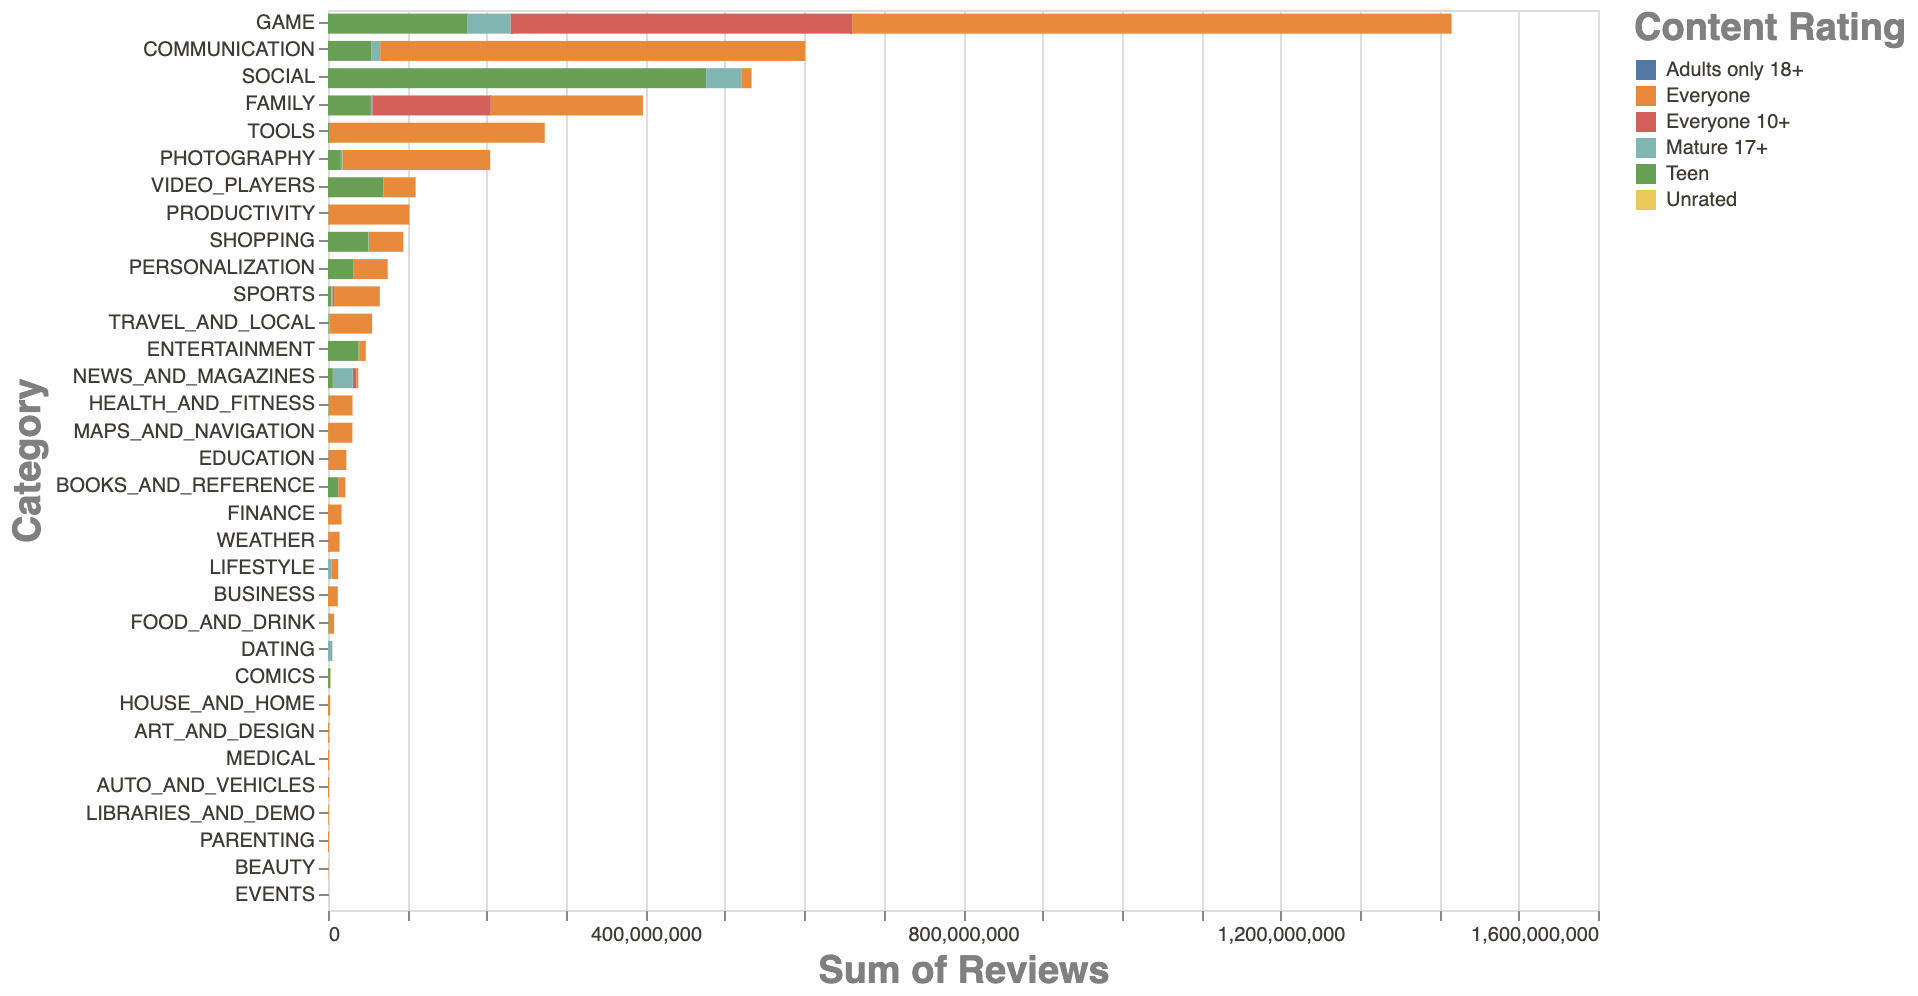 GAME
COMMUNICATION
SOCIAL
FAMILY
TOOLS
PHOTOGRAPHY
VIDEO_PLAYERS
PRODUCTIVITY
SHOPPING
PERSONALIZATION
SPORTS
TRAVEL_AND_LOCAL
ENTERTAINMENT
NEWS_AND_MAGAZINES
HEALTH_AND_FITNESS
MAPS_AND_NAVIGATION
EDUCATION
BOOKS_AND_REFERENCE
FINANCE
WEATHER
LIFESTYLE
BUSINESS
FOOD_AND_DRINK
DATING
COMICS
HOUSE_AND_HOME
ART_AND_DESIGN
MEDICAL
AUTO_AND_VEHICLES
LIBRARIES_AND_DEMO
PARENTING
BEAUTY
EVENTS
Category
0 400,000,000 800,000,000 1,200,000,000 1,600,000,000
Sum of Reviews
Content Rating
Adults only 18+
Everyone
Everyone 10+
Mature 17+
Teen
Unrated